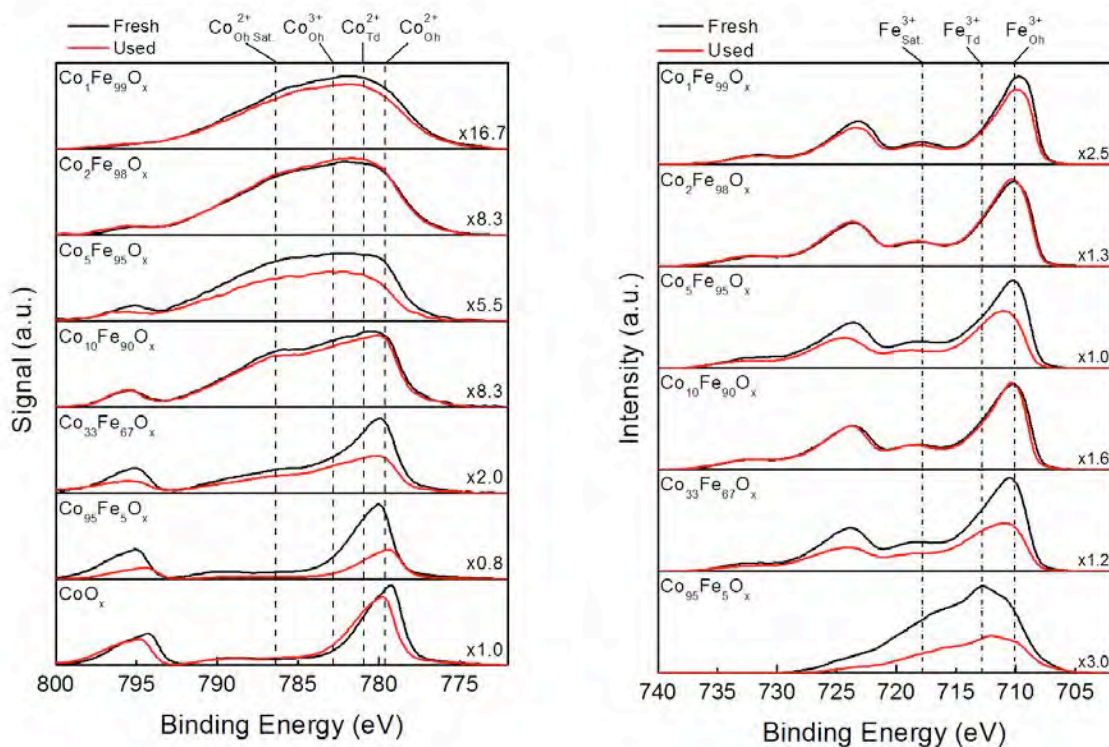 Fresh
Used
Co²⁺Oh Sat.
Co³⁺Oh
Co²⁺Td
Co²⁺Oh
Co₁Fe₉₉Oₓ
x16.7
Co₂Fe₉₈Oₓ
x8.3
Co₅Fe₉₅Oₓ
x5.5
Co₁₀Fe₉₀Oₓ
x8.3
Co₃₃Fe₆₇Oₓ
x2.0
Co₉₅Fe₅Oₓ
x0.8
CoOₓ
x1.0
800 795 790 785 780 775
Binding Energy (eV)
Signal (a.u.)
Fresh
Used
Fe³⁺Sat.
Fe³⁺Td
Fe³⁺Oh
Co₁Fe₉₉Oₓ
x2.5
Co₂Fe₉₈Oₓ
x1.3
Co₅Fe₉₅Oₓ
x1.0
Co₁₀Fe₉₀Oₓ
x1.6
Co₃₃Fe₆₇Oₓ
x1.2
Co₉₅Fe₅Oₓ
x3.0
740 730 720 710 705
Binding Energy (eV)
Intensity (a.u.)